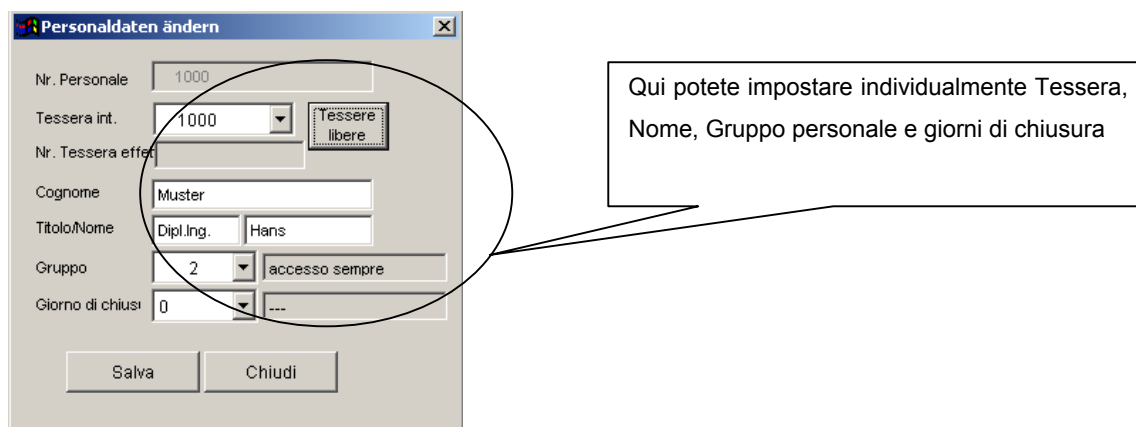 Personaldaten ändern
Nr. Personale 1000
Tessera int. 1000 Tessere libere
Nr. Tessera effet
Cognome Muster
Titolo/Nome Dipl.Ing. Hans
Gruppo 2 accesso sempre
Giorno di chiusu 0 ---
Salva Chiudi
Qui potete impostare individualmente Tessera,
Nome, Gruppo personale e giorni di chiusura